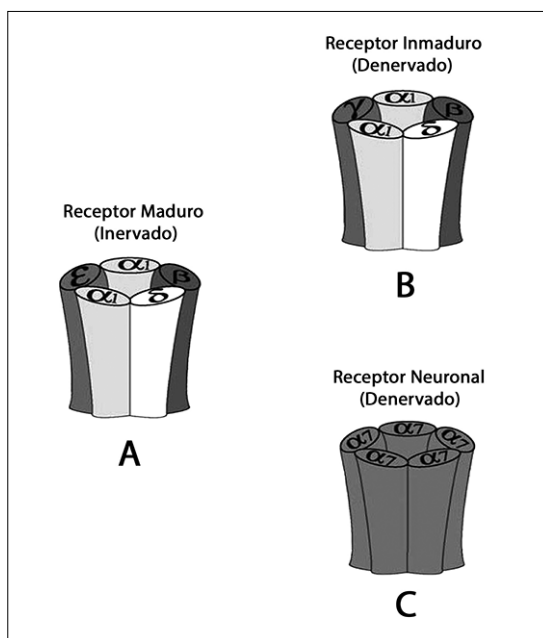 Receptor Inmaduro
(Denervado)
α1
γ β
α1 δ
B
Receptor Maduro
(Inervado)
α1
ε β
α1 δ
A
Receptor Neuronal
(Denervado)
α7
α7 α7
α7 α7
C